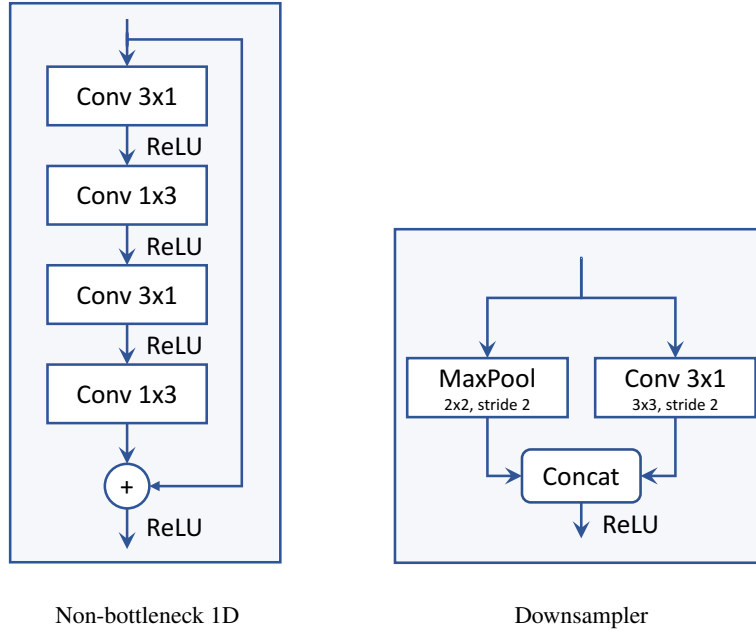 Conv 3x1
ReLU
Conv 1x3
ReLU
Conv 3x1
ReLU
Conv 1x3
+
ReLU
Non-bottleneck 1D
MaxPool
2x2, stride 2
Conv 3x1
3x3, stride 2
Concat
ReLU
Downsampler